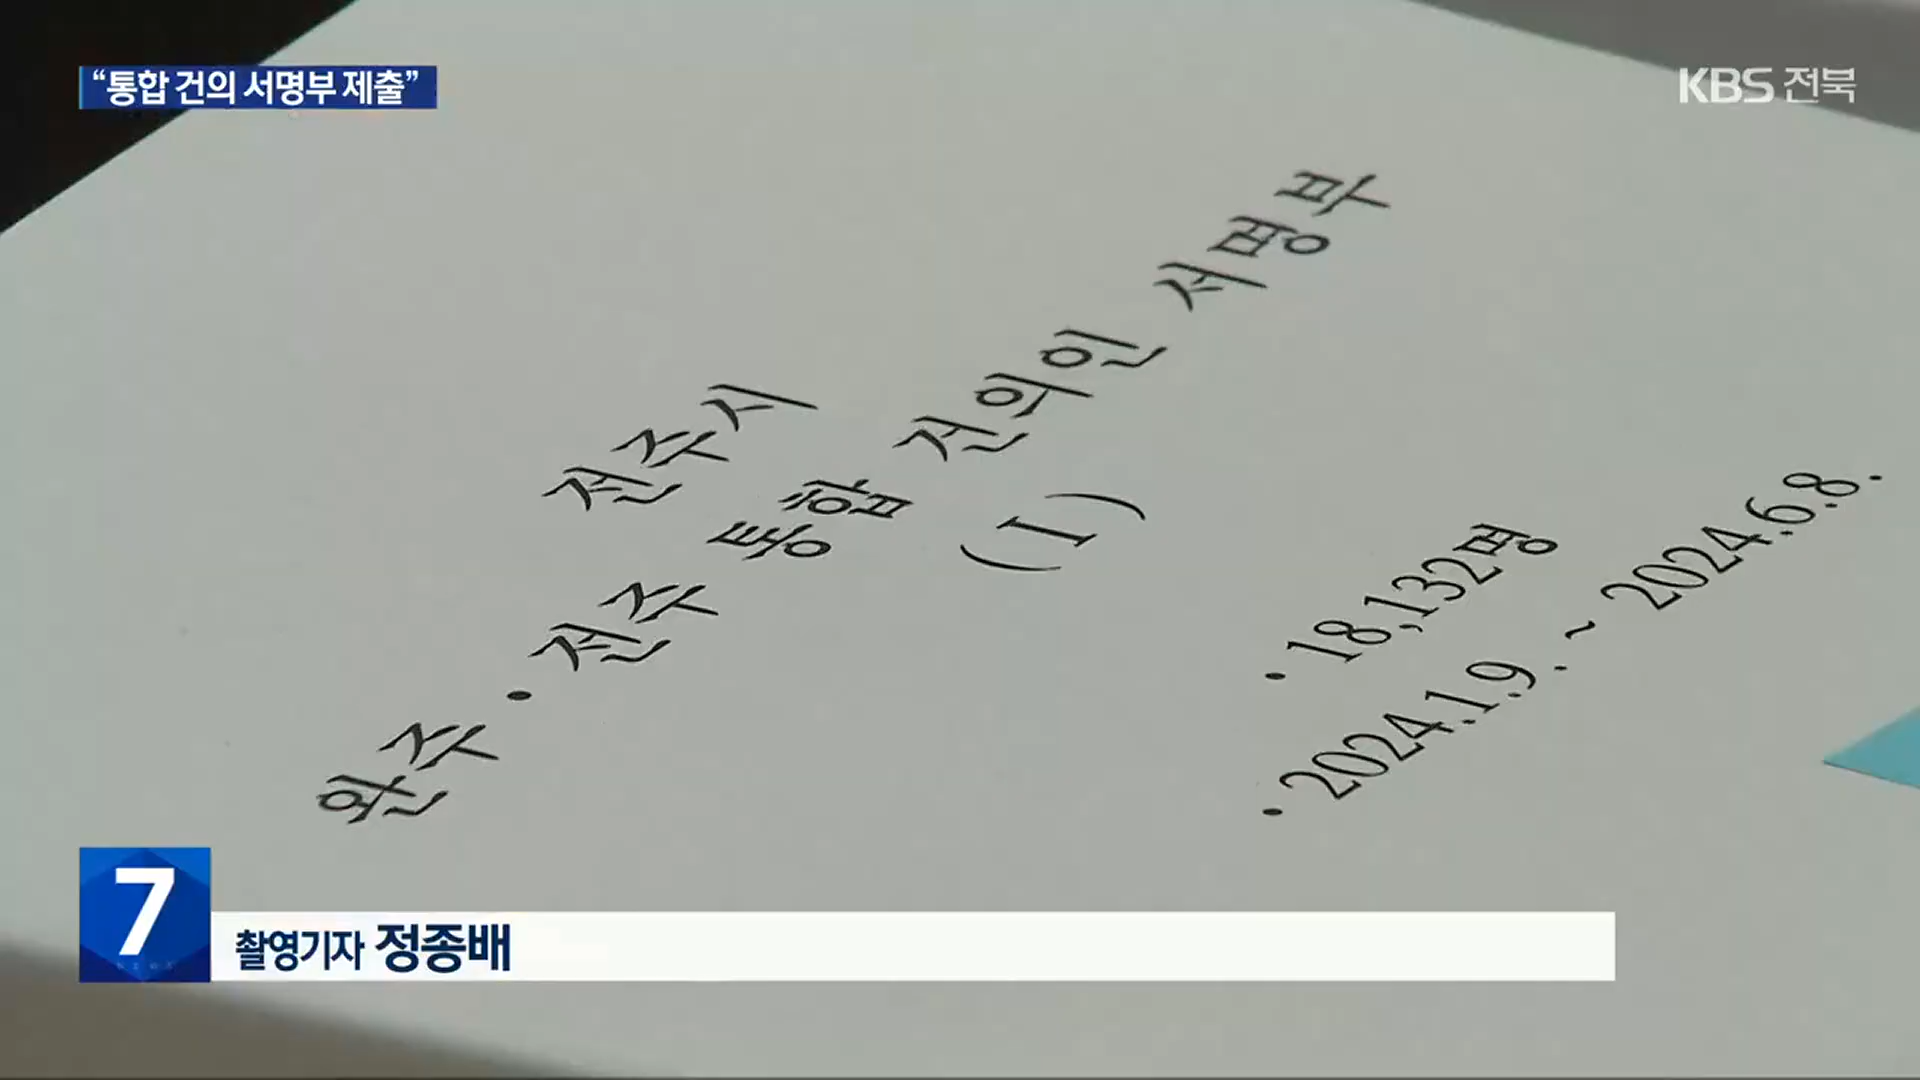 “통합 건의 서명부 제출”
KBS 전북
전주시
완주·전주 통합 건의인 서명부
(I)
· 18,132명
· 2024.1.9. ~ 2024.6.8.
7
촬영기자 정종배